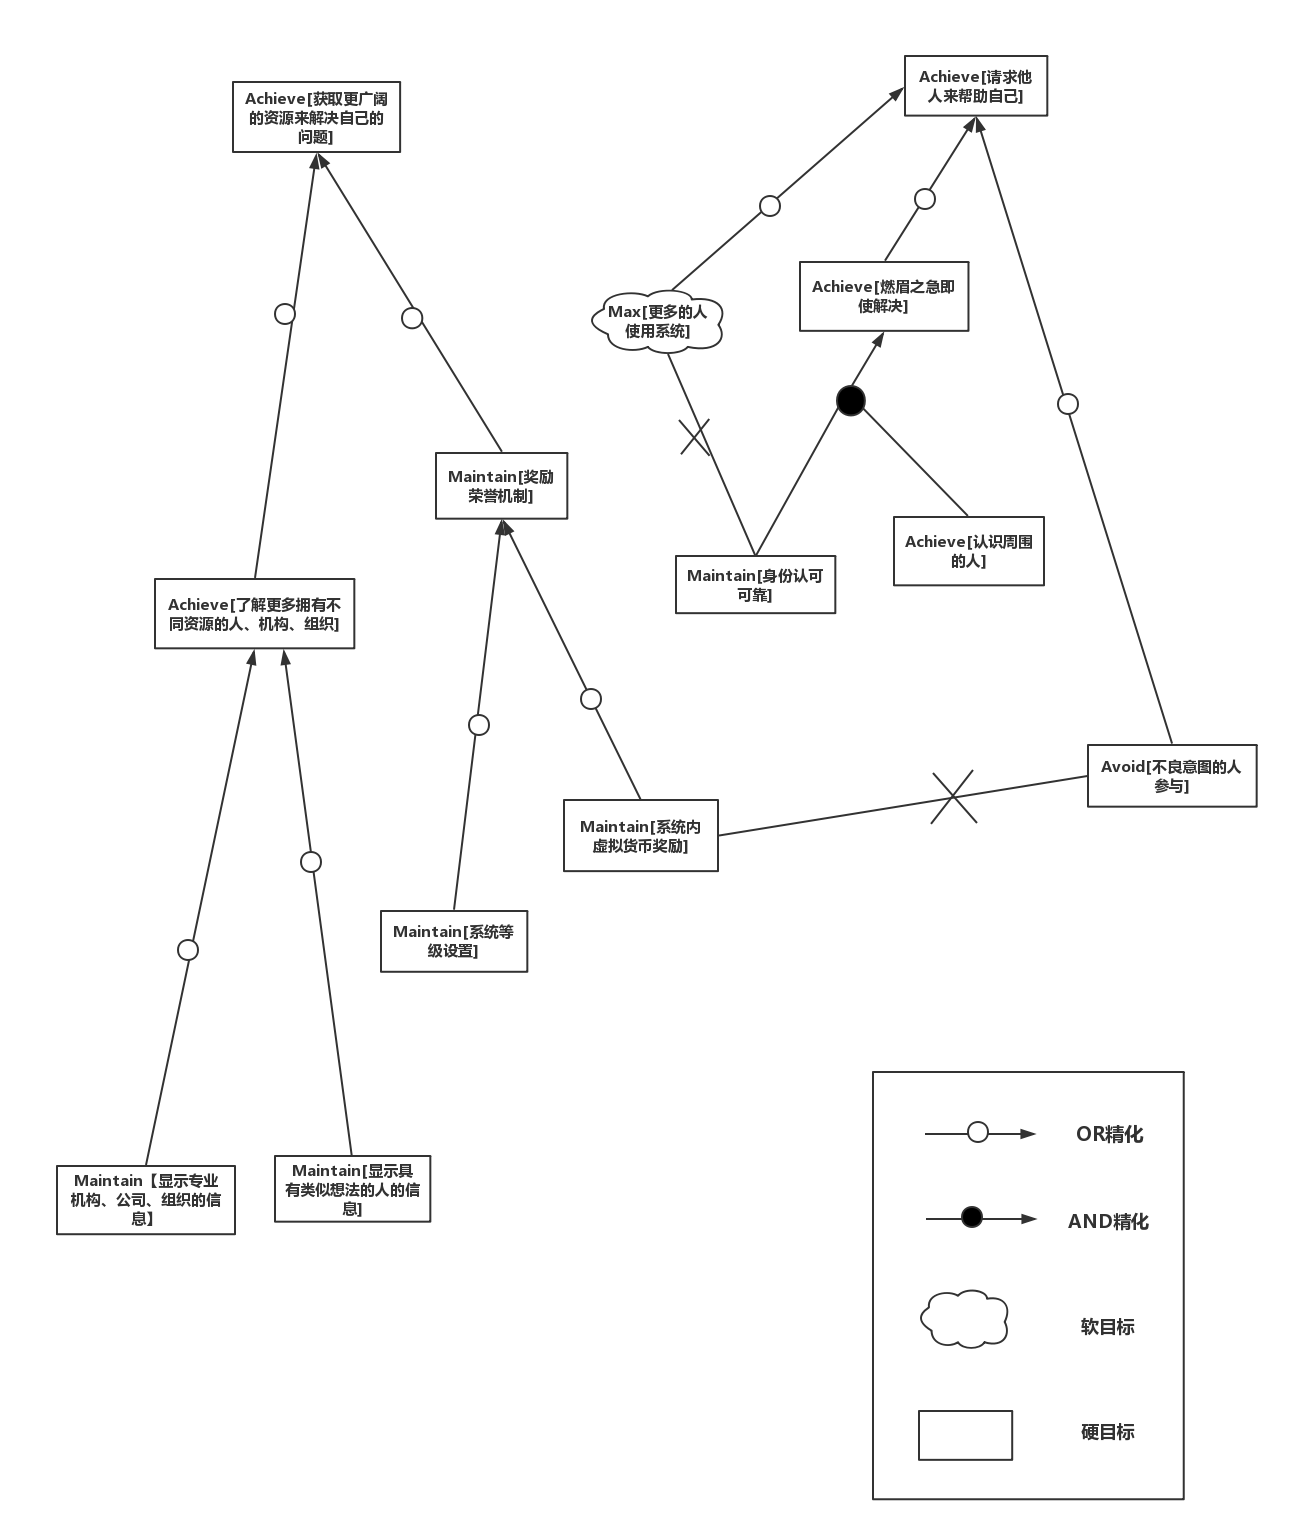 Achieve[请求他
人来帮助自己]
Achieve[获取更广阔
的资源来解决自己的
问题]
Achieve[燃眉之急即
使解决]
Max[更多的人
使用系统]
Maintain[奖励
荣誉机制]
Achieve[认识周围
的人]
Maintain[身份认可
可靠]
Achieve[了解更多拥有不
同资源的人、机构、组织]
Avoid[不良意图的人
参与]
Maintain[系统内
虚拟货币奖励]
Maintain[系统等
级设置]
Maintain【显示专业
机构、公司、组织的信
息】
Maintain[显示具
有类似想法的人的信
息]
OR精化
AND精化
软目标
硬目标